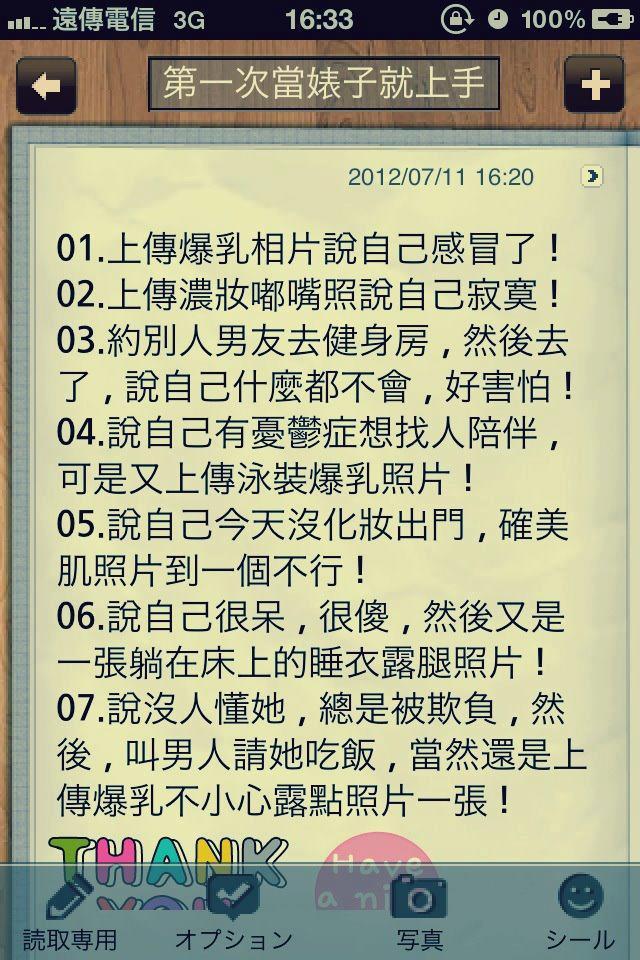 遠傳電信 3G 16:33 100%
第一次當婊子就上手
2012/07/11 16:20
01.上傳爆乳相片說自己感冒了！
02.上傳濃妝嘟嘴照說自己寂寞！
03.約別人男友去健身房，然後去
了，說自己什麼都不會，好害怕！
04.說自己有憂鬱症想找人陪伴，
可是又上傳泳裝爆乳照片！
05.說自己今天沒化妝出門，確美
肌照片到一個不行！
06.說自己很呆，很傻，然後又是
一張躺在床上的睡衣露腿照片！
07.說沒人懂她，總是被欺負，然
後，叫男人請她吃飯，當然還是上
傳爆乳不小心露點照片一張！
THANK
YOU
Have
a ni
読取専用 オプション 写真 シール